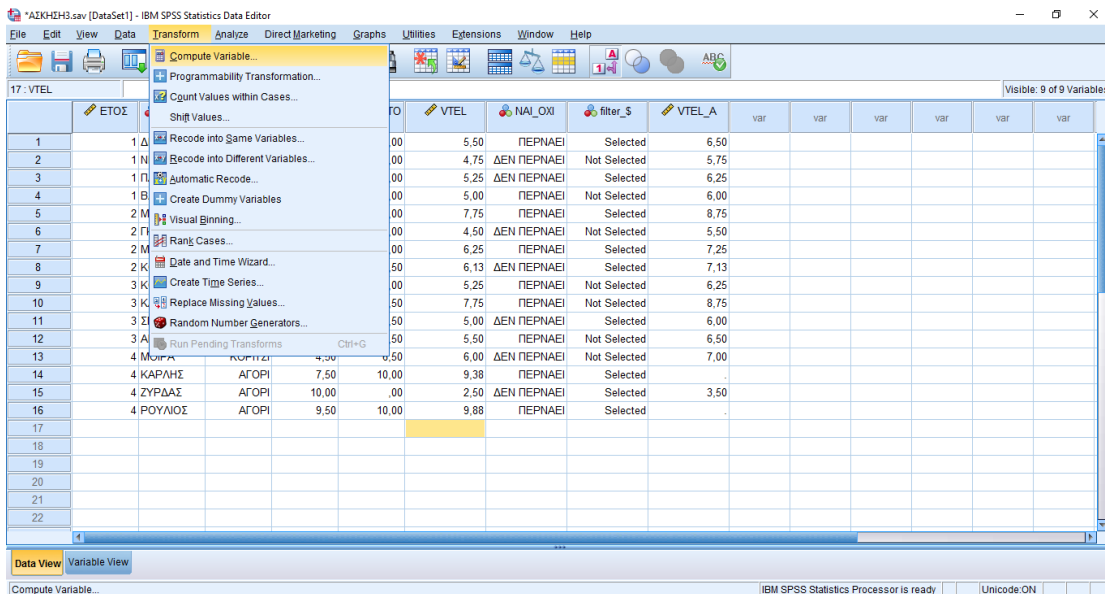 *ΑΣΚΗΣΗ3.sav [DataSet1] - IBM SPSS Statistics Data Editor
File Edit View Data Transform Analyze Direct Marketing Graphs Utilities Extensions Window Help
17 : VTEL
Visible: 9 of 9 Variables
Compute Variable...
Programmability Transformation...
Count Values within Cases...
Shift Values...
Recode into Same Variables...
Recode into Different Variables...
Automatic Recode...
Create Dummy Variables
Visual Binning...
Rank Cases...
Date and Time Wizard...
Create Time Series...
Replace Missing Values...
Random Number Generators...
Run Pending Transforms Ctrl+G
ΕΤΟΣ VTEL NAI_OXI filter_$ VTEL_A var var var var var var
1 1 5,50 ΠΕΡΝΑΕΙ Selected 6,50
2 1 4,75 ΔΕΝ ΠΕΡΝΑΕΙ Not Selected 5,75
3 1 5,25 ΔΕΝ ΠΕΡΝΑΕΙ Selected 6,25
4 1 5,00 ΠΕΡΝΑΕΙ Not Selected 6,00
5 2 7,75 ΠΕΡΝΑΕΙ Selected 8,75
6 2 4,50 ΔΕΝ ΠΕΡΝΑΕΙ Not Selected 5,50
7 2 6,25 ΠΕΡΝΑΕΙ Selected 7,25
8 2 6,13 ΔΕΝ ΠΕΡΝΑΕΙ Selected 7,13
9 3 5,25 ΠΕΡΝΑΕΙ Not Selected 6,25
10 3 7,75 ΠΕΡΝΑΕΙ Not Selected 8,75
11 3 5,00 ΔΕΝ ΠΕΡΝΑΕΙ Selected 6,00
12 3 5,50 ΠΕΡΝΑΕΙ Not Selected 6,50
13 4 6,00 ΔΕΝ ΠΕΡΝΑΕΙ Not Selected 7,00
14 4 ΚΑΡΛΗΣ ΑΓΟΡΙ 7,50 10,00 9,38 ΠΕΡΝΑΕΙ Selected .
15 4 ΖΥΡΔΑΣ ΑΓΟΡΙ 10,00 ,00 2,50 ΔΕΝ ΠΕΡΝΑΕΙ Selected 3,50
16 4 ΡΟΥΛΙΟΣ ΑΓΟΡΙ 9,50 10,00 9,88 ΠΕΡΝΑΕΙ Selected .
17
18
19
20
21
22
Data View Variable View
Compute Variable...
IBM SPSS Statistics Processor is ready Unicode:ON